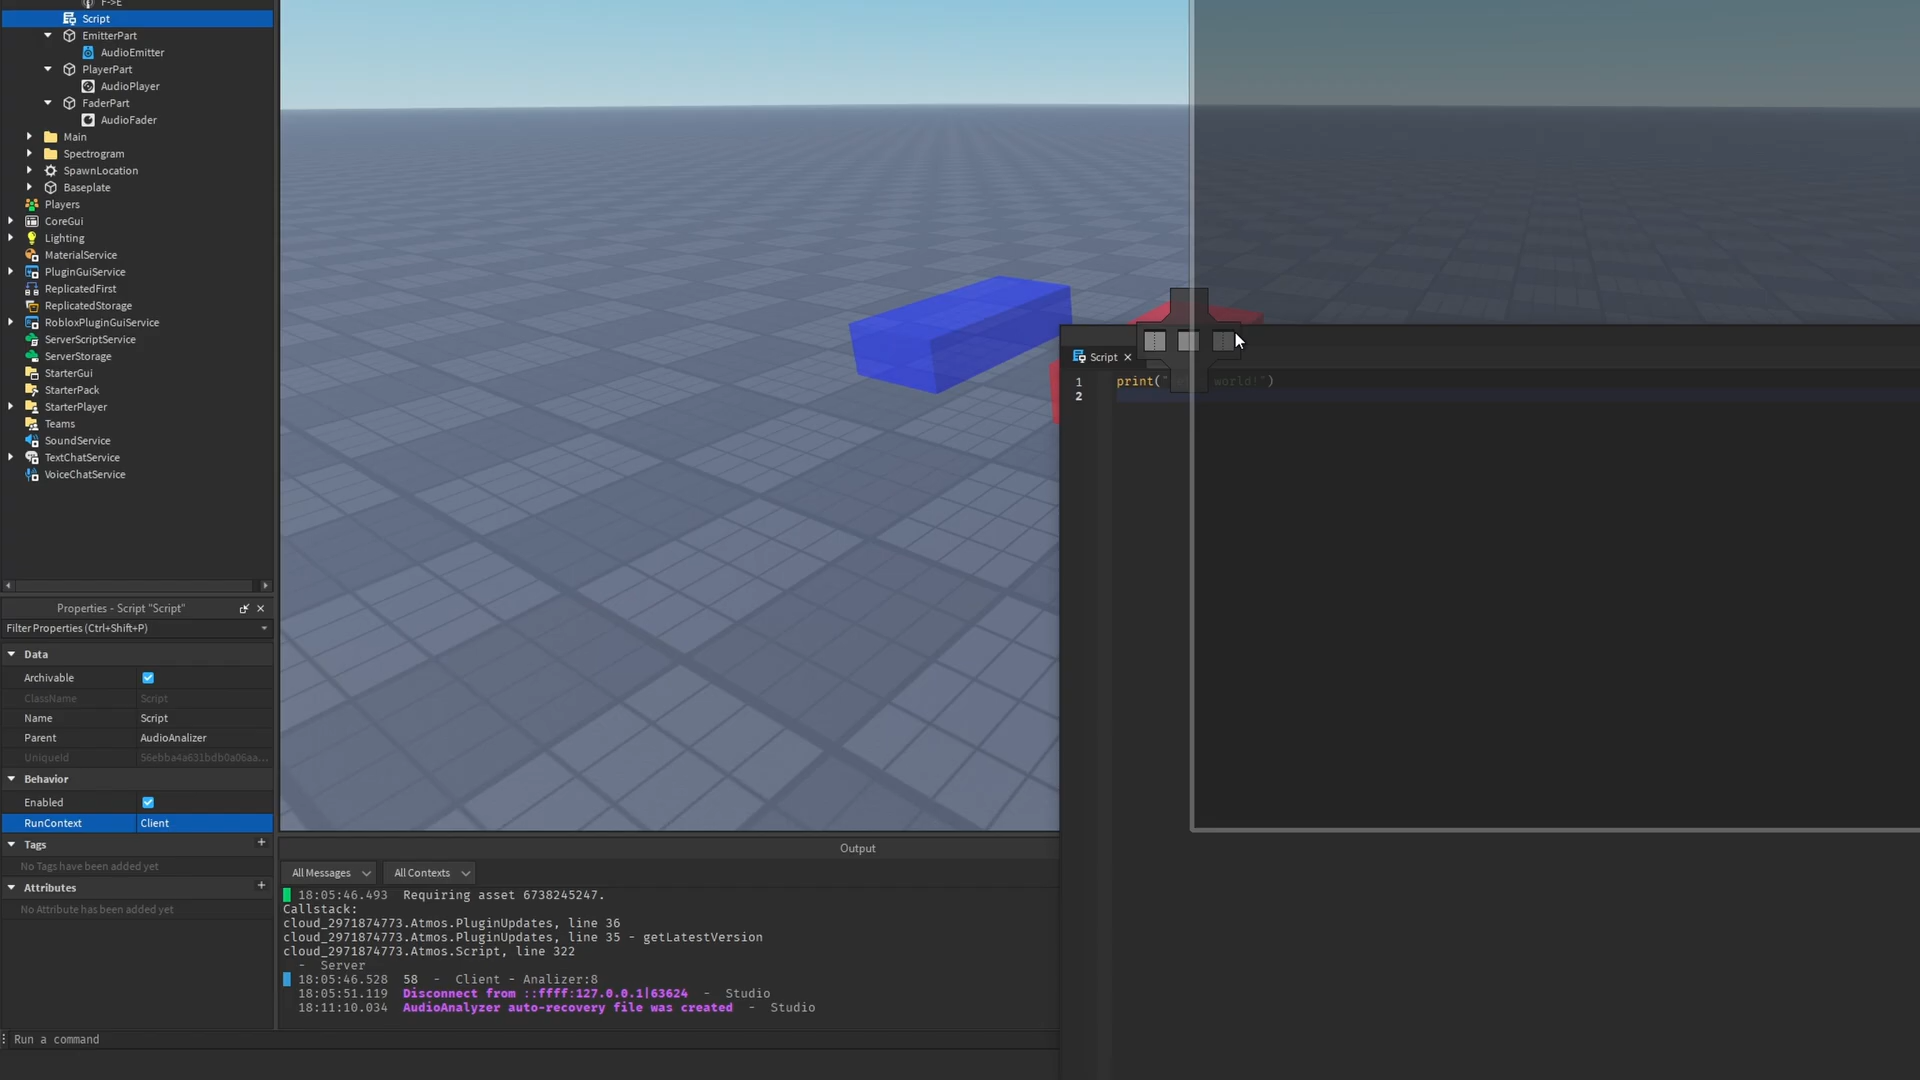 F->E
Script
EmitterPart
AudioEmitter
PlayerPart
AudioPlayer
FaderPart
AudioFader
Main
Spectrogram
SpawnLocation
Baseplate
Players
CoreGui
Lighting
MaterialService
PluginGuiService
ReplicatedFirst
ReplicatedStorage
RobloxPluginGuiService
ServerScriptService
ServerStorage
StarterGui
StarterPack
StarterPlayer
Teams
SoundService
TextChatService
VoiceChatService
Properties - Script "Script"
Filter Properties (Ctrl+Shift+P)
Data
Archivable
ClassName Script
Name Script
Parent AudioAnalizer
UniqueId 56ebba4a631bdb0a06aa...
Behavior
Enabled
RunContext Client
Tags
No Tags have been added yet
Attributes
No Attribute has been added yet
Script
1 print(" world!")
2
Output
All Messages All Contexts
18:05:46.493 Requiring asset 6738245247.
Callstack:
cloud_2971874773.Atmos.PluginUpdates, line 36
cloud_2971874773.Atmos.PluginUpdates, line 35 - getLatestVersion
cloud_2971874773.Atmos.Script, line 322
- Server
18:05:46.528 58 - Client - Analizer:8
18:05:51.119 Disconnect from ::ffff:127.0.0.1|63624 - Studio
18:11:10.034 AudioAnalyzer auto-recovery file was created - Studio
Run a command